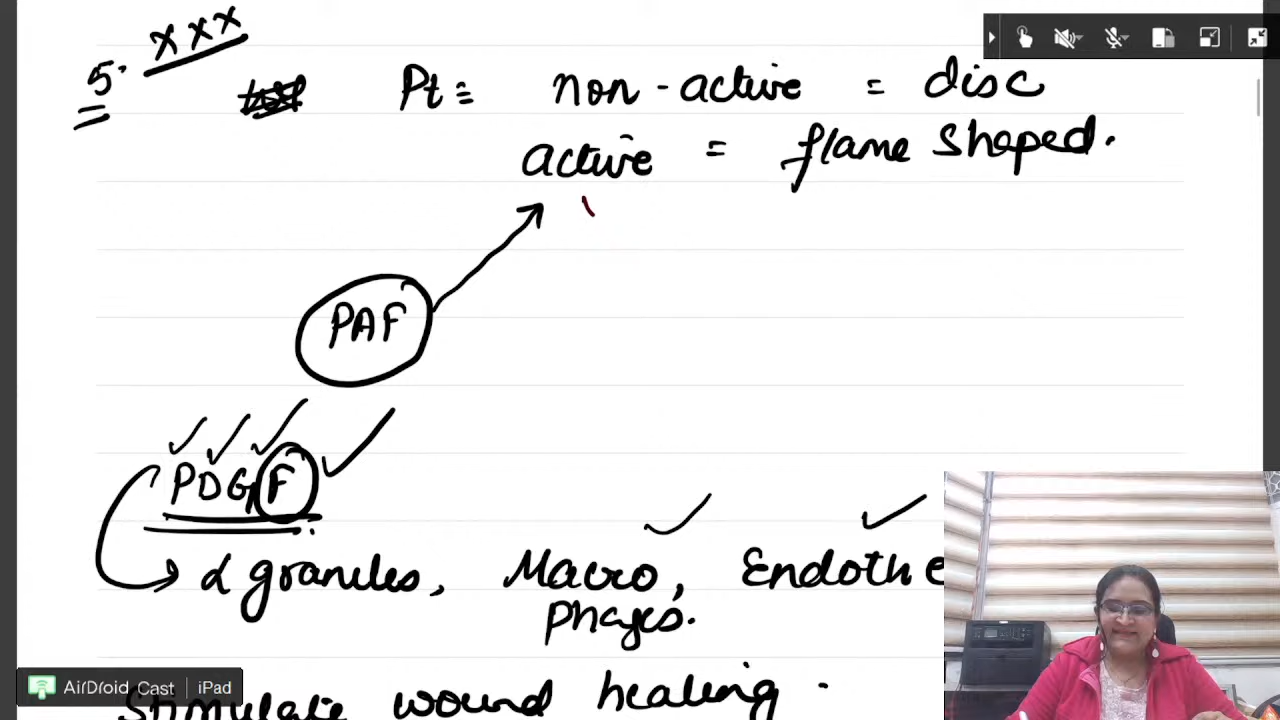 xxx
5.
Pt = non-active = disc
active = flame shaped.
PAF
PDGF
α granules, Macro, Endothe
phages.
AirDroid Cast iPad
Stimulate wound healing.